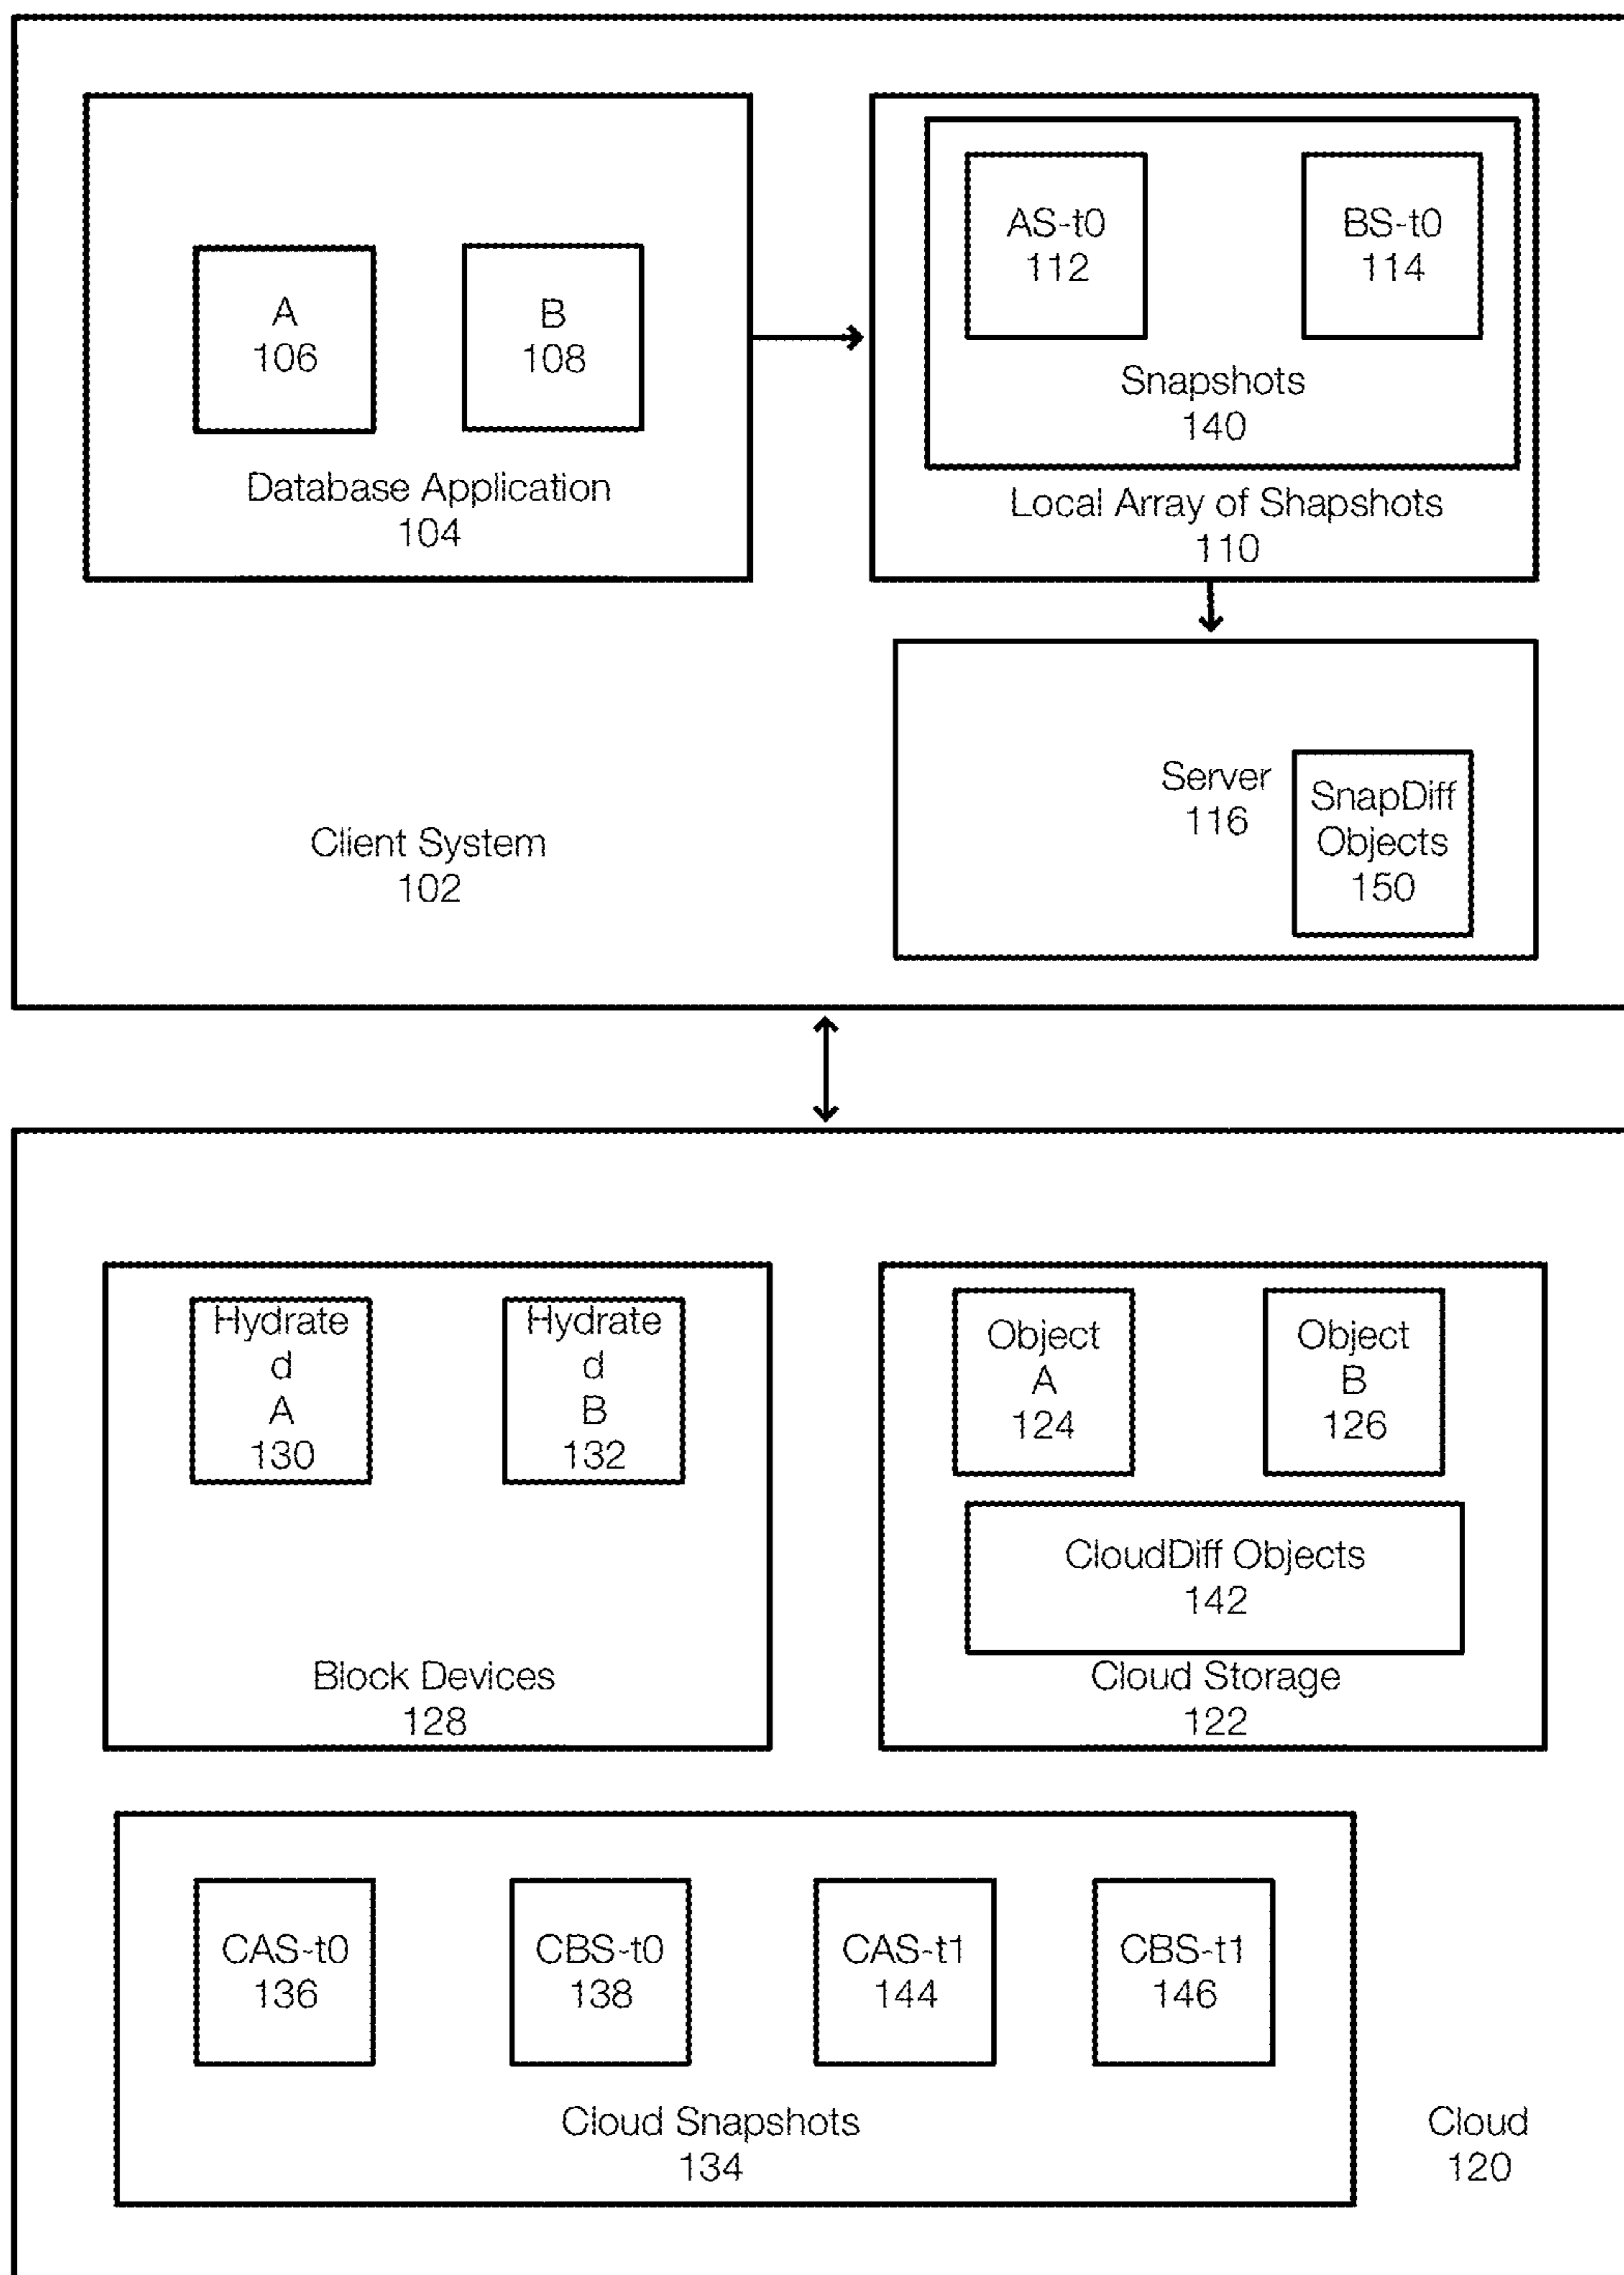 A
106
B
108
Database Application
104
AS-t0
112
BS-t0
114
Snapshots
140
Local Array of Shapshots
110
Client System
102
Server
116
SnapDiff
Objects
150
Hydrate
d
A
130
Hydrate
d
B
132
Block Devices
128
Object
A
124
Object
B
126
CloudDiff Objects
142
Cloud Storage
122
CAS-t0
136
CBS-t0
138
CAS-t1
144
CBS-t1
146
Cloud Snapshots
134
Cloud
120